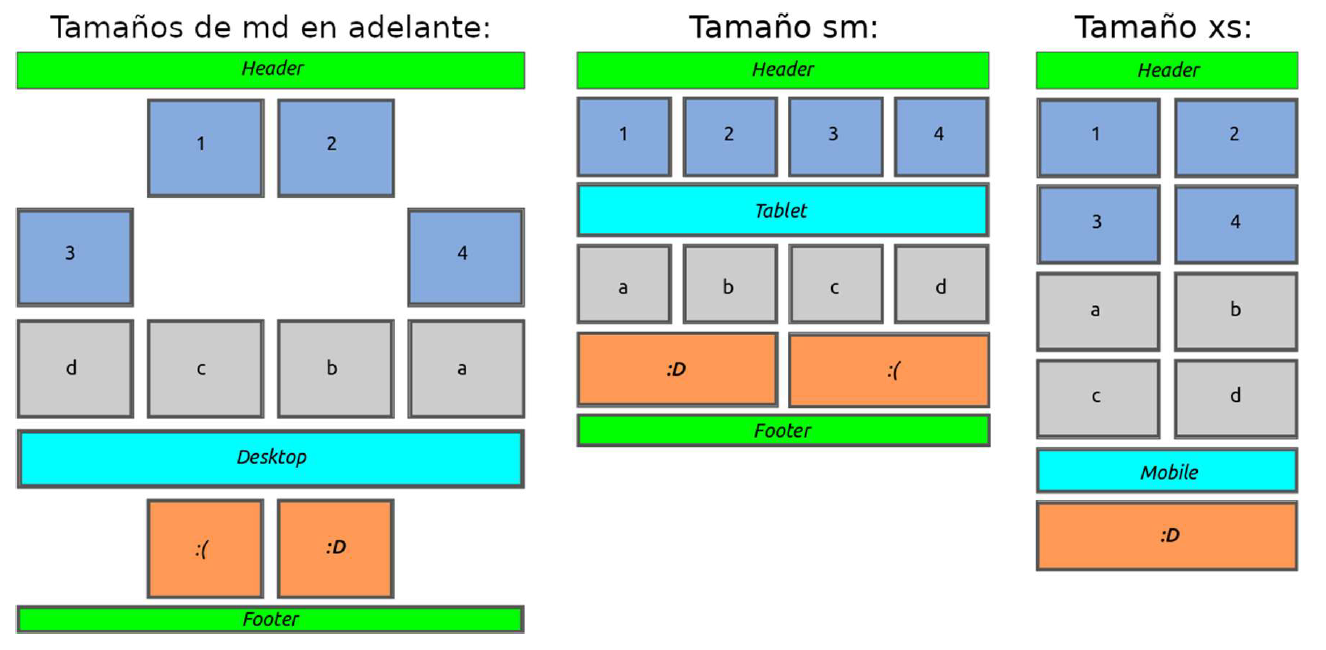 Tamaños de md en adelante:
Header
1 2
3 4
d c b a
Desktop
:( :D
Footer
Tamaño sm:
Header
1 2 3 4
Tablet
a b c d
:D :(
Footer
Tamaño xs:
Header
1 2
3 4
a b
c d
Mobile
:D